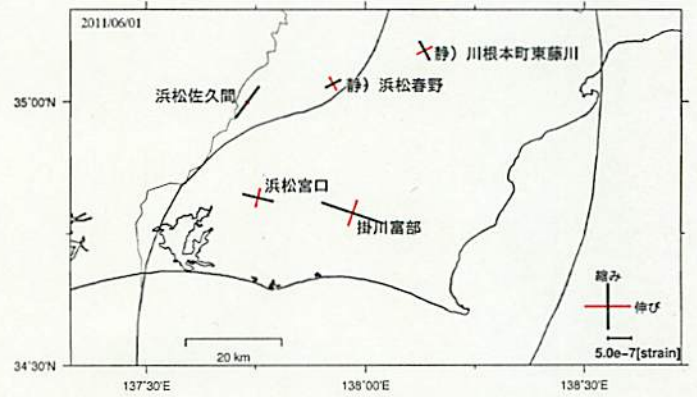 2011/06/01
静）川根本町東藤川
静）浜松春野
浜松佐久間
35°00'N
浜松宮口
掛川富部
縮み
伸び
5.0e-7[strain]
20 km
34°30'N
137°30'E
138°00'E
138°30'E